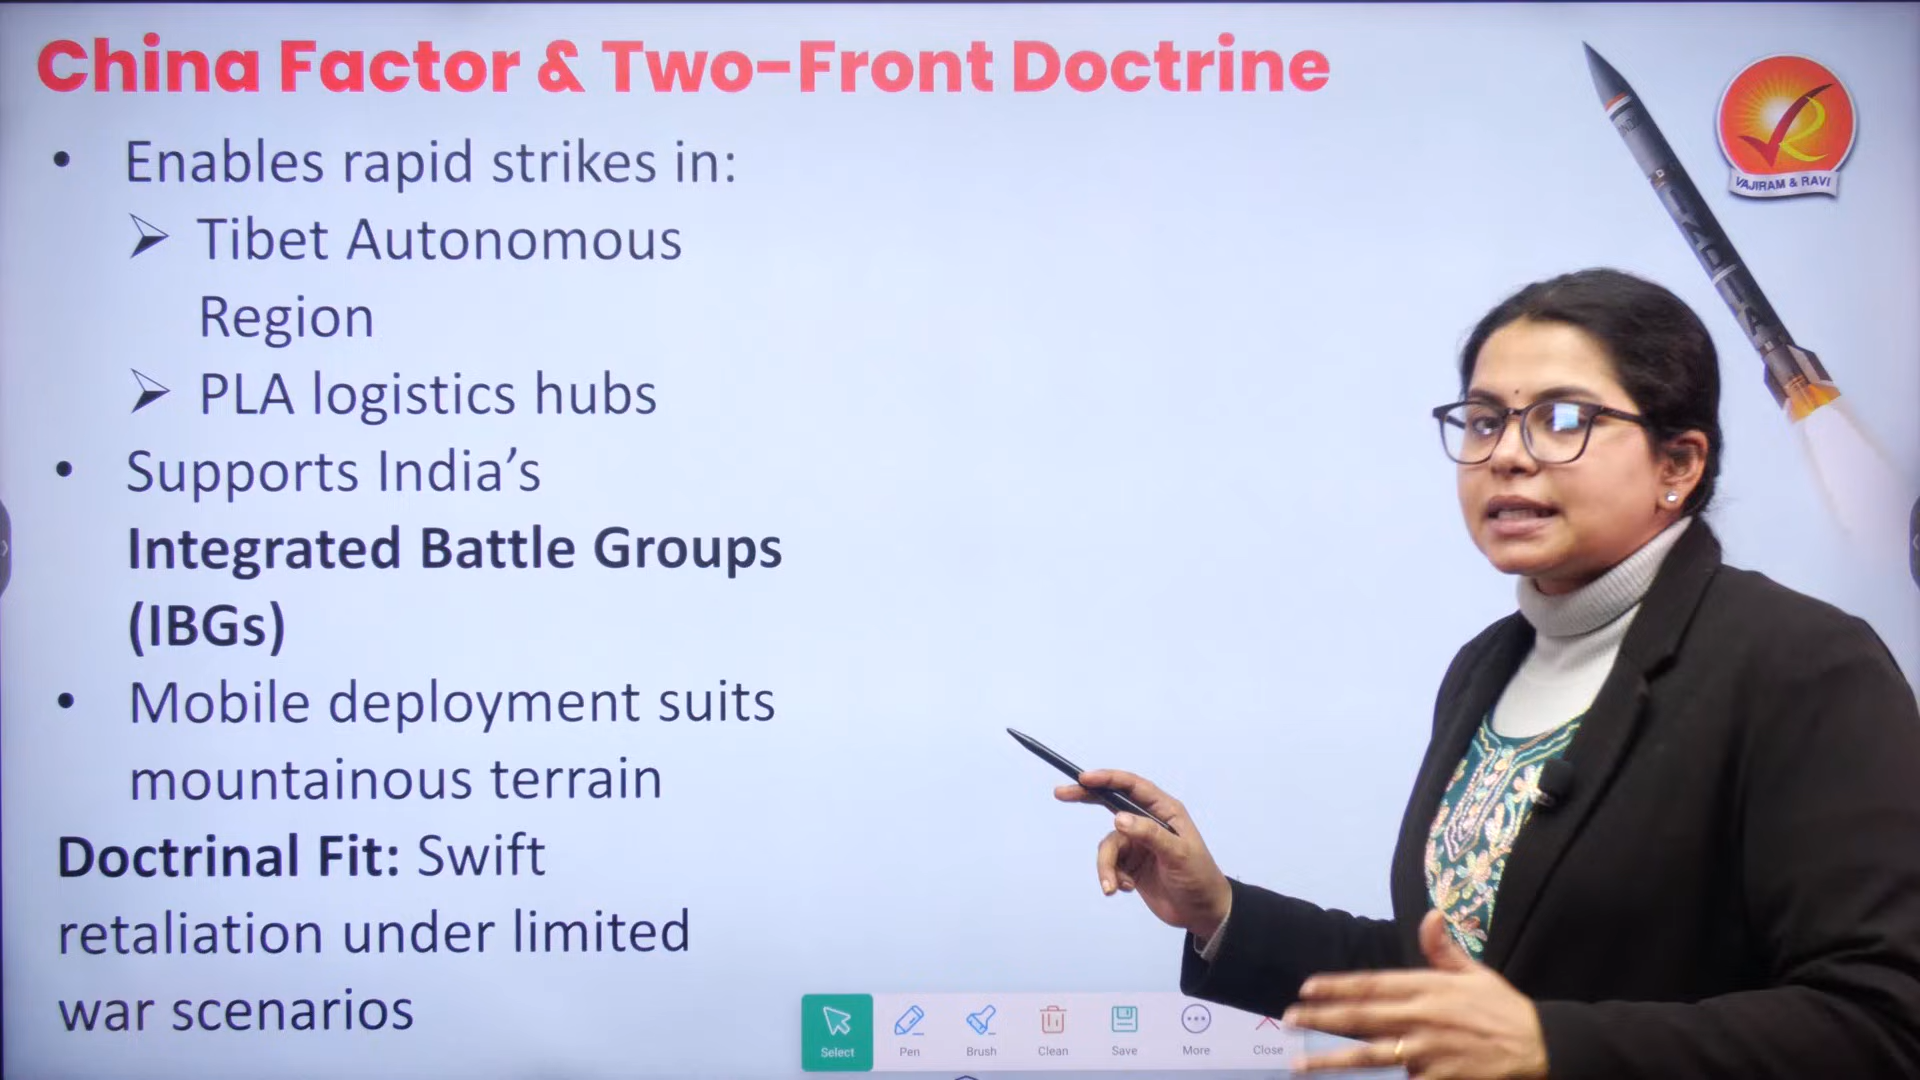 China Factor & Two-Front Doctrine
• Enables rapid strikes in:
➢ Tibet Autonomous
Region
➢ PLA logistics hubs
• Supports India’s
Integrated Battle Groups
(IBGs)
• Mobile deployment suits
mountainous terrain
Doctrinal Fit: Swift
retaliation under limited
war scenarios
VAJIRAM & RAVI
INDIA
Select
Pen
Brush
Clean
Save
More
Close